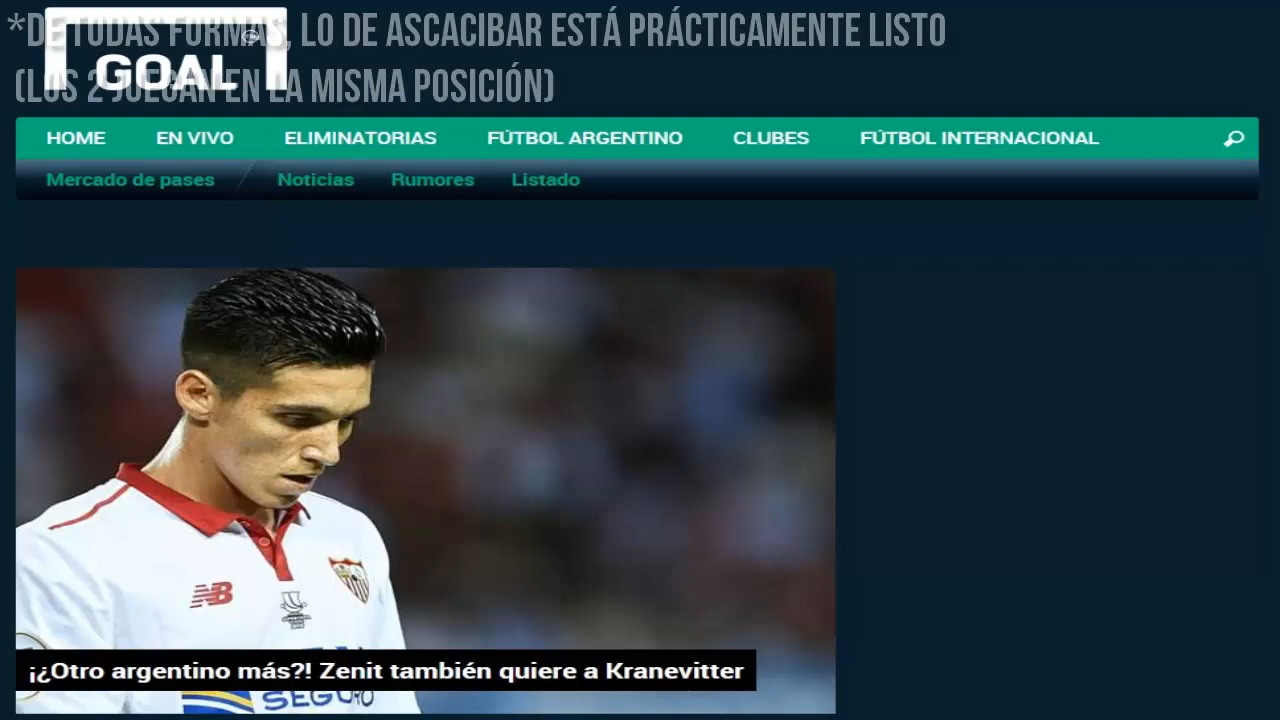 *DE TODAS FORMAS, LO DE ASCACIBAR ESTÁ PRÁCTICAMENTE LISTO
(LOS 2 JUEGAN EN LA MISMA POSICIÓN)
GOAL
HOME EN VIVO ELIMINATORIAS FÚTBOL ARGENTINO CLUBES FÚTBOL INTERNACIONAL
Mercado de pases Noticias Rumores Listado
NB
¡¿Otro argentino más?! Zenit también quiere a Kranevitter
SEGURO